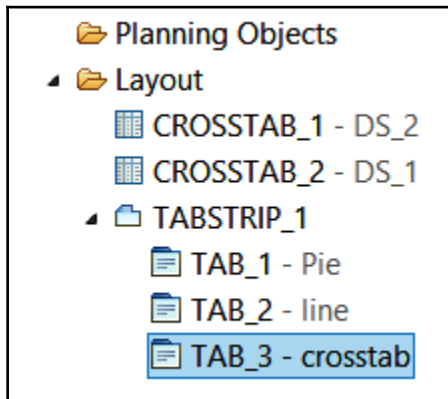 Planning Objects
Layout
CROSSTAB_1 - DS_2
CROSSTAB_2 - DS_1
TABSTRIP_1
TAB_1 - Pie
TAB_2 - line
TAB_3 - crosstab